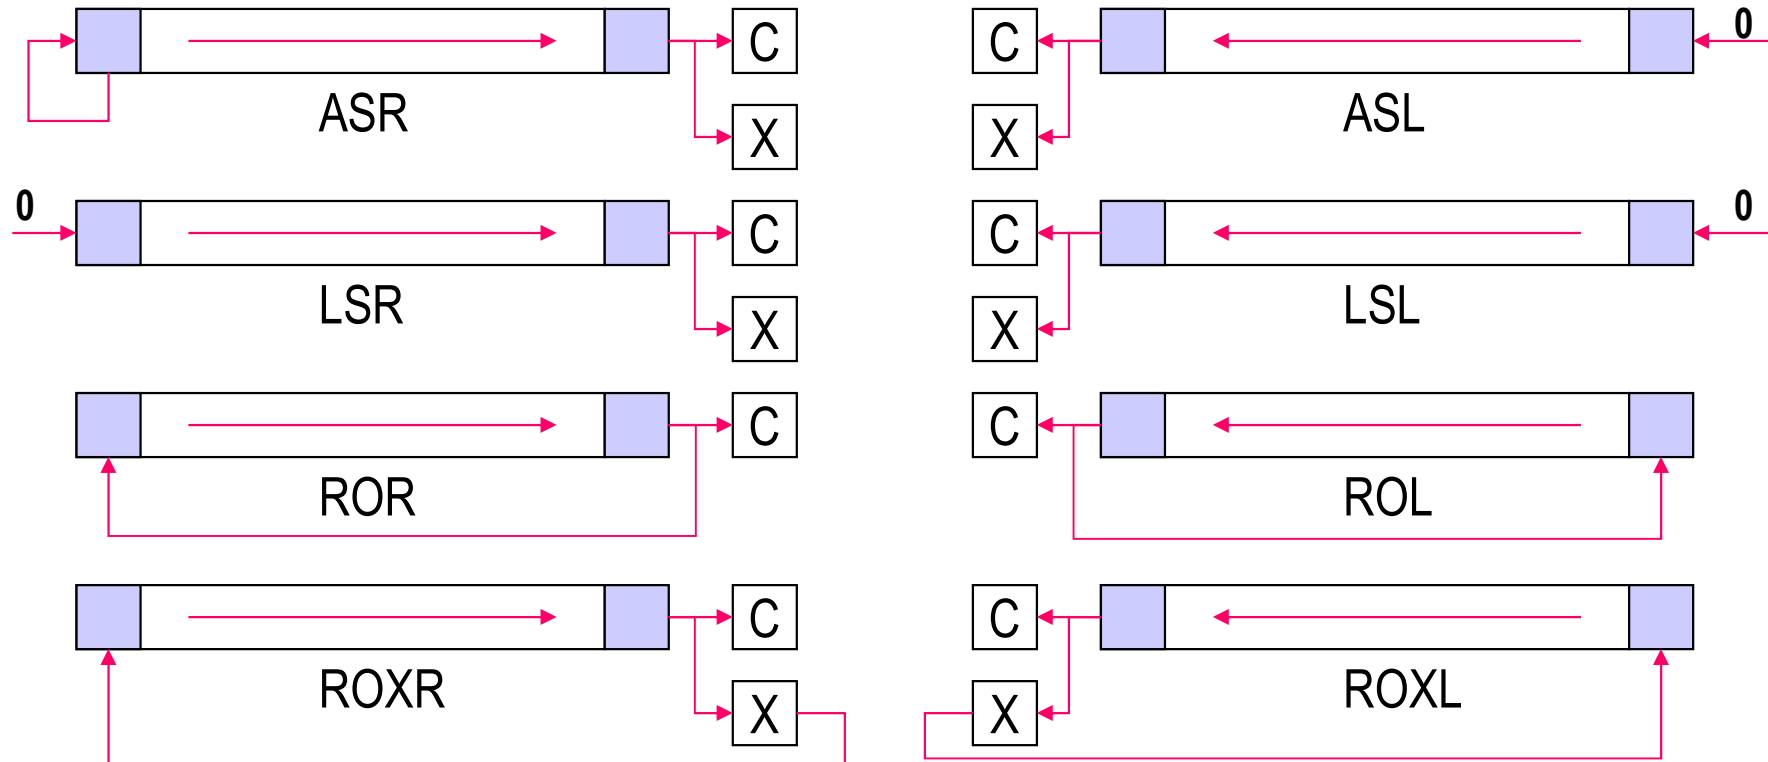 C C 0
ASR ASL
X X
0 0
C C
LSR LSL
X X
C C
ROR ROL
C C
ROXR ROXL
X X